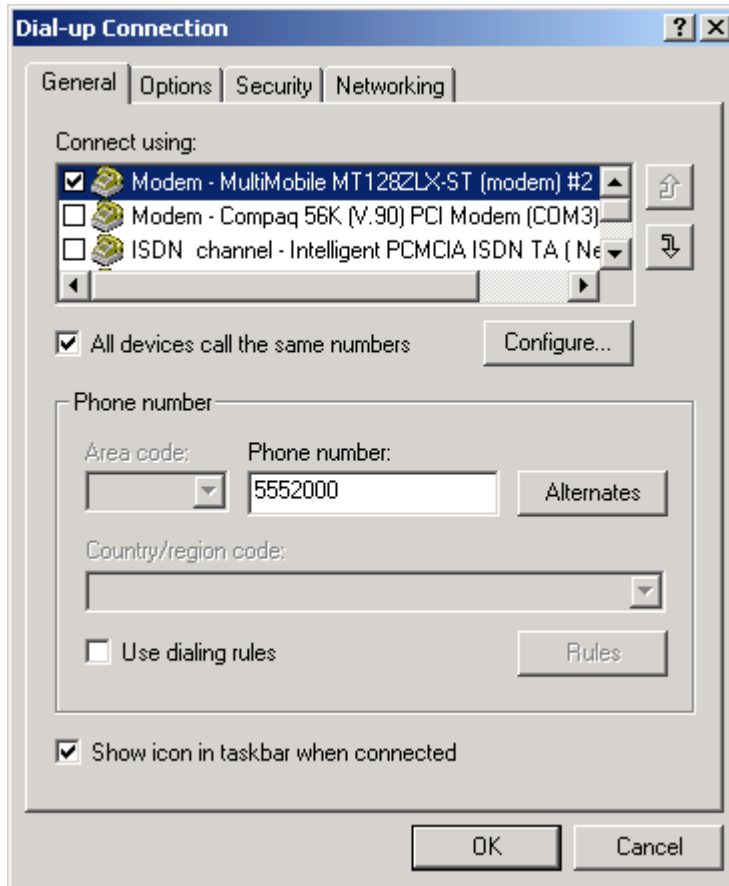 Dial-up Connection
General Options Security Networking
Connect using:
Modem - MultiMobile MT128ZLX-ST (modem) #2
Modem - Compaq 56K (V.90) PCI Modem (COM3)
ISDN channel - Intelligent PCMCIA ISDN TA ( Ne
All devices call the same numbers Configure...
Phone number
Area code: Phone number:
5552000 Alternates
Country/region code:
Use dialing rules Rules
Show icon in taskbar when connected
OK Cancel